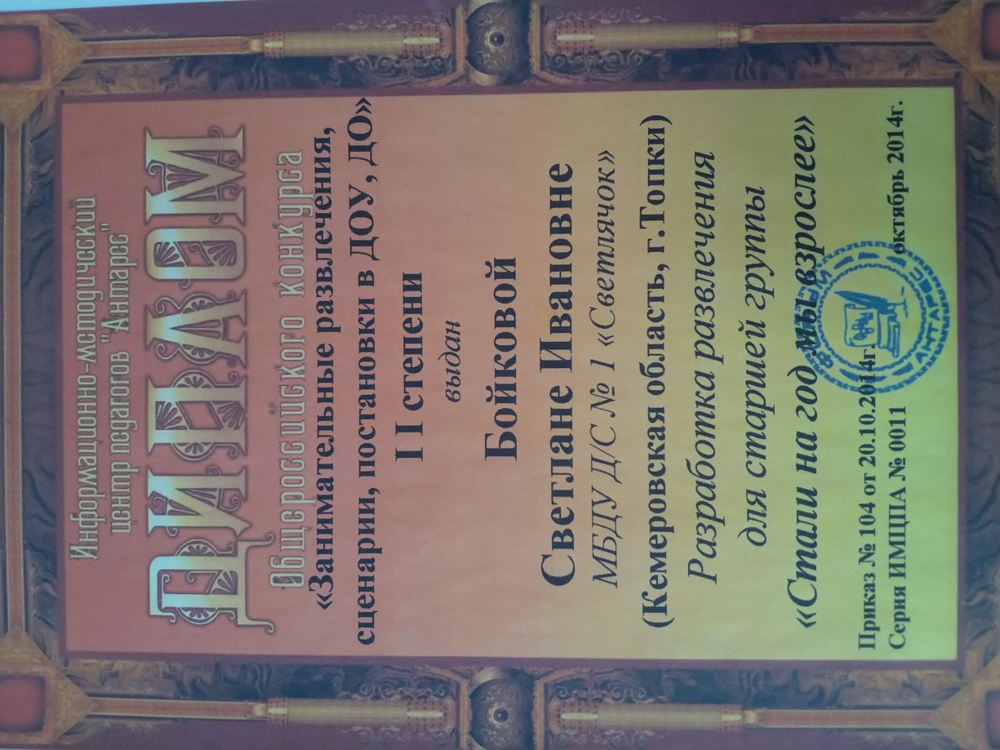 Информационно-методический
центр педагогов "Антарес"
ДИПЛОМ
Общероссийского конкурса
«Занимательные развлечения,
сценарии, постановки в ДОУ, ДО»
I I степени
выдан
Бойковой
Светлане Ивановне
МБДУ Д/С № 1 «Светлячок»
(Кемеровская область, г.Топки)
Разработка развлечения
для старшей группы
«Стали на год мы взрослее»
Приказ № 104 от 20.10.2014г.
Серия ИМЦПА № 0011
октябрь 2014г.
АНТАРЕС